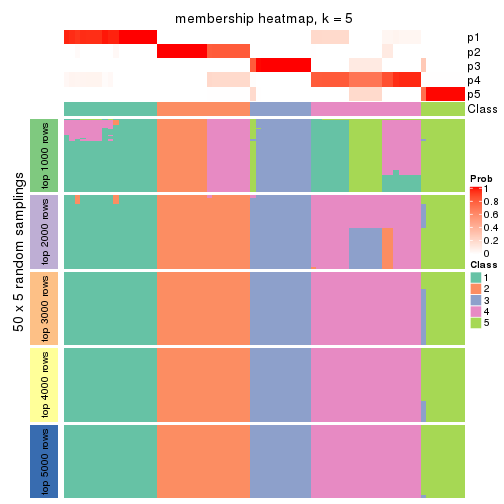 membership heatmap, k = 5
p1
p2
p3
p4
p5
Class
50 x 5 random samplings
top 1000 rows
top 2000 rows
top 3000 rows
top 4000 rows
top 5000 rows
Prob
1
0.8
0.6
0.4
0.2
0
Class
1
2
3
4
5